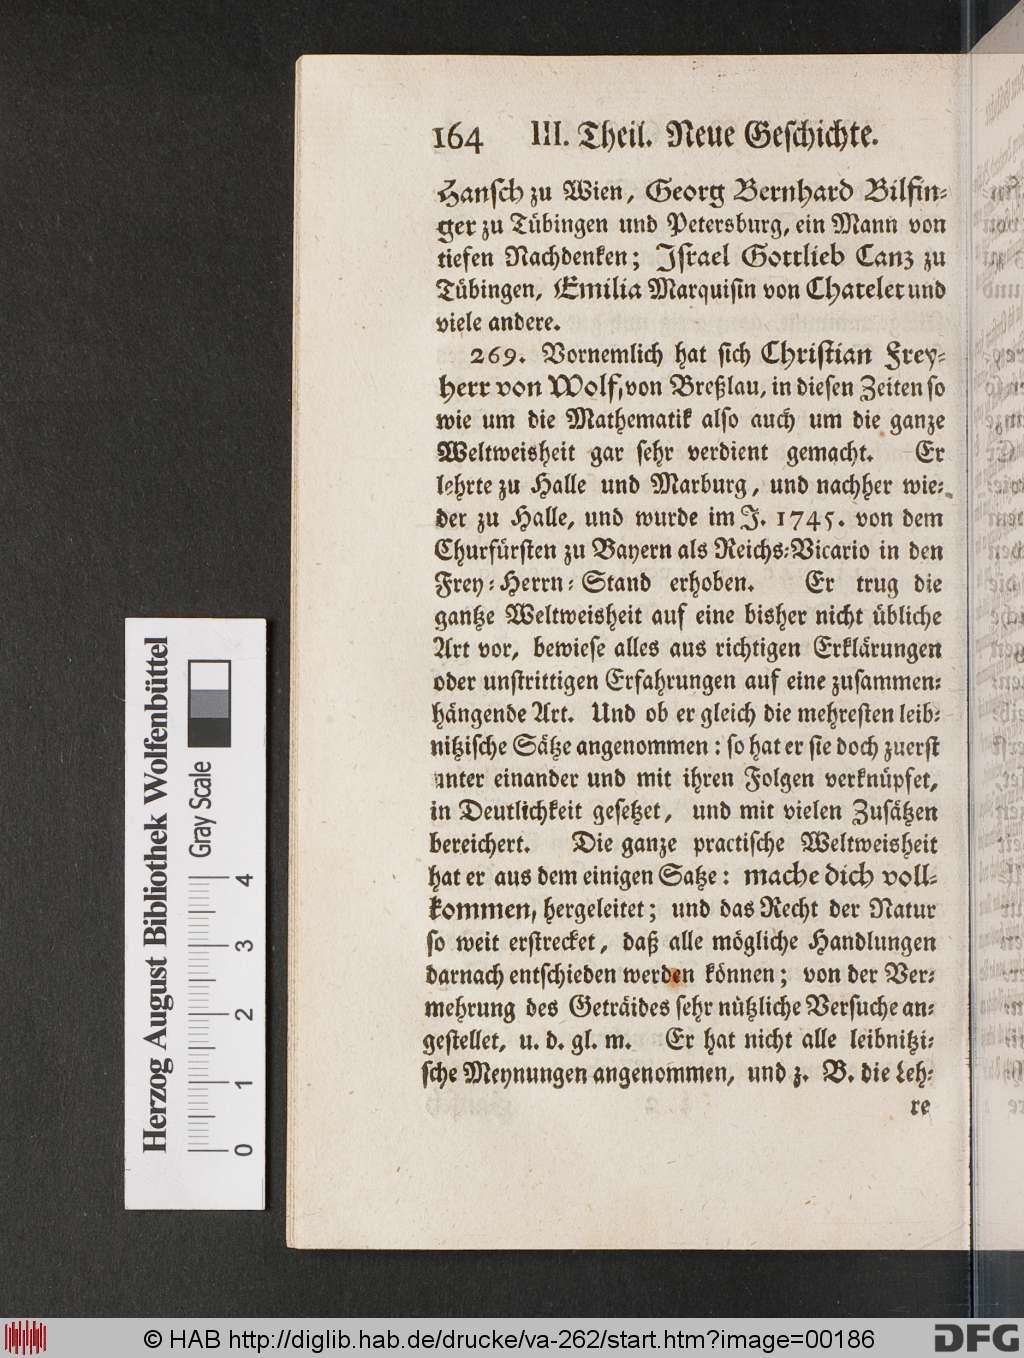 164 III. Theil. Neue Geschichte.
Hansch zu Wien, Georg Bernhard Bilfin-
ger zu Tübingen und Petersburg, ein Mann von
tiefen Nachdenken; Israel Gottlieb Canz zu
Tübingen, Emilia Marquisin von Chatelet und
viele andere.
269. Vornemlich hat sich Christian Frey-
herr von Wolf, von Breßlau, in diesen Zeiten so
wie um die Mathematik also auch um die ganze
Weltweisheit gar sehr verdient gemacht. Er
lehrte zu Halle und Marburg, und nachher wie-
der zu Halle, und wurde im J. 1745. von dem
Churfürsten zu Bayern als Reichs-Vicario in den
Frey-Herrn-Stand erhoben. Er trug die
gantze Weltweisheit auf eine bisher nicht übliche
Art vor, bewiese alles aus richtigen Erklärungen
oder unstrittigen Erfahrungen auf eine zusammen-
hängende Art. Und ob er gleich die mehresten leib-
nitzische Sätze angenommen: so hat er sie doch zuerst
unter einander und mit ihren Folgen verknüpfet,
in Deutlichkeit gesetzet, und mit vielen Zusätzen
bereichert. Die ganze practische Weltweisheit
hat er aus dem einigen Satze: mache dich voll-
kommen, hergeleitet; und das Recht der Natur
so weit erstrecket, daß alle mögliche Handlungen
darnach entschieden werden können; von der Ver-
mehrung des Geträides sehr nützliche Versuche an-
gestellet, u. d. gl. m. Er hat nicht alle leibnitzi-
sche Meynungen angenommen, und z. B. die Leh-
re
Herzog August Bibliothek Wolfenbüttel
Gray Scale
0 1 2 3 4
© HAB http://diglib.hab.de/drucke/va-262/start.htm?image=00186
DFG